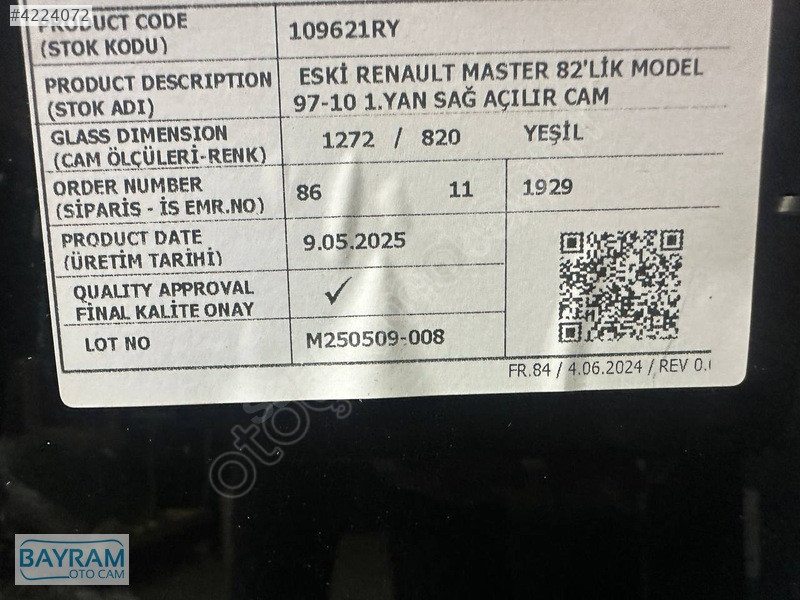 #4224072
PRODUCT CODE
(STOK KODU)
109621RY
PRODUCT DESCRIPTION
(STOK ADI)
ESKİ RENAULT MASTER 82'LİK MODEL
97-10 1.YAN SAĞ AÇILIR CAM
GLASS DIMENSION
(CAM ÖLÇÜLERİ-RENK)
1272 / 820 YEŞİL
ORDER NUMBER
(SİPARİŞ - İŞ EMR.NO)
86 11 1929
PRODUCT DATE
(ÜRETİM TARİHİ)
9.05.2025
QUALITY APPROVAL
FİNAL KALİTE ONAY
✓
LOT NO
M250509-008
FR.84 / 4.06.2024 / REV 0.
BAYRAM
OTO CAM